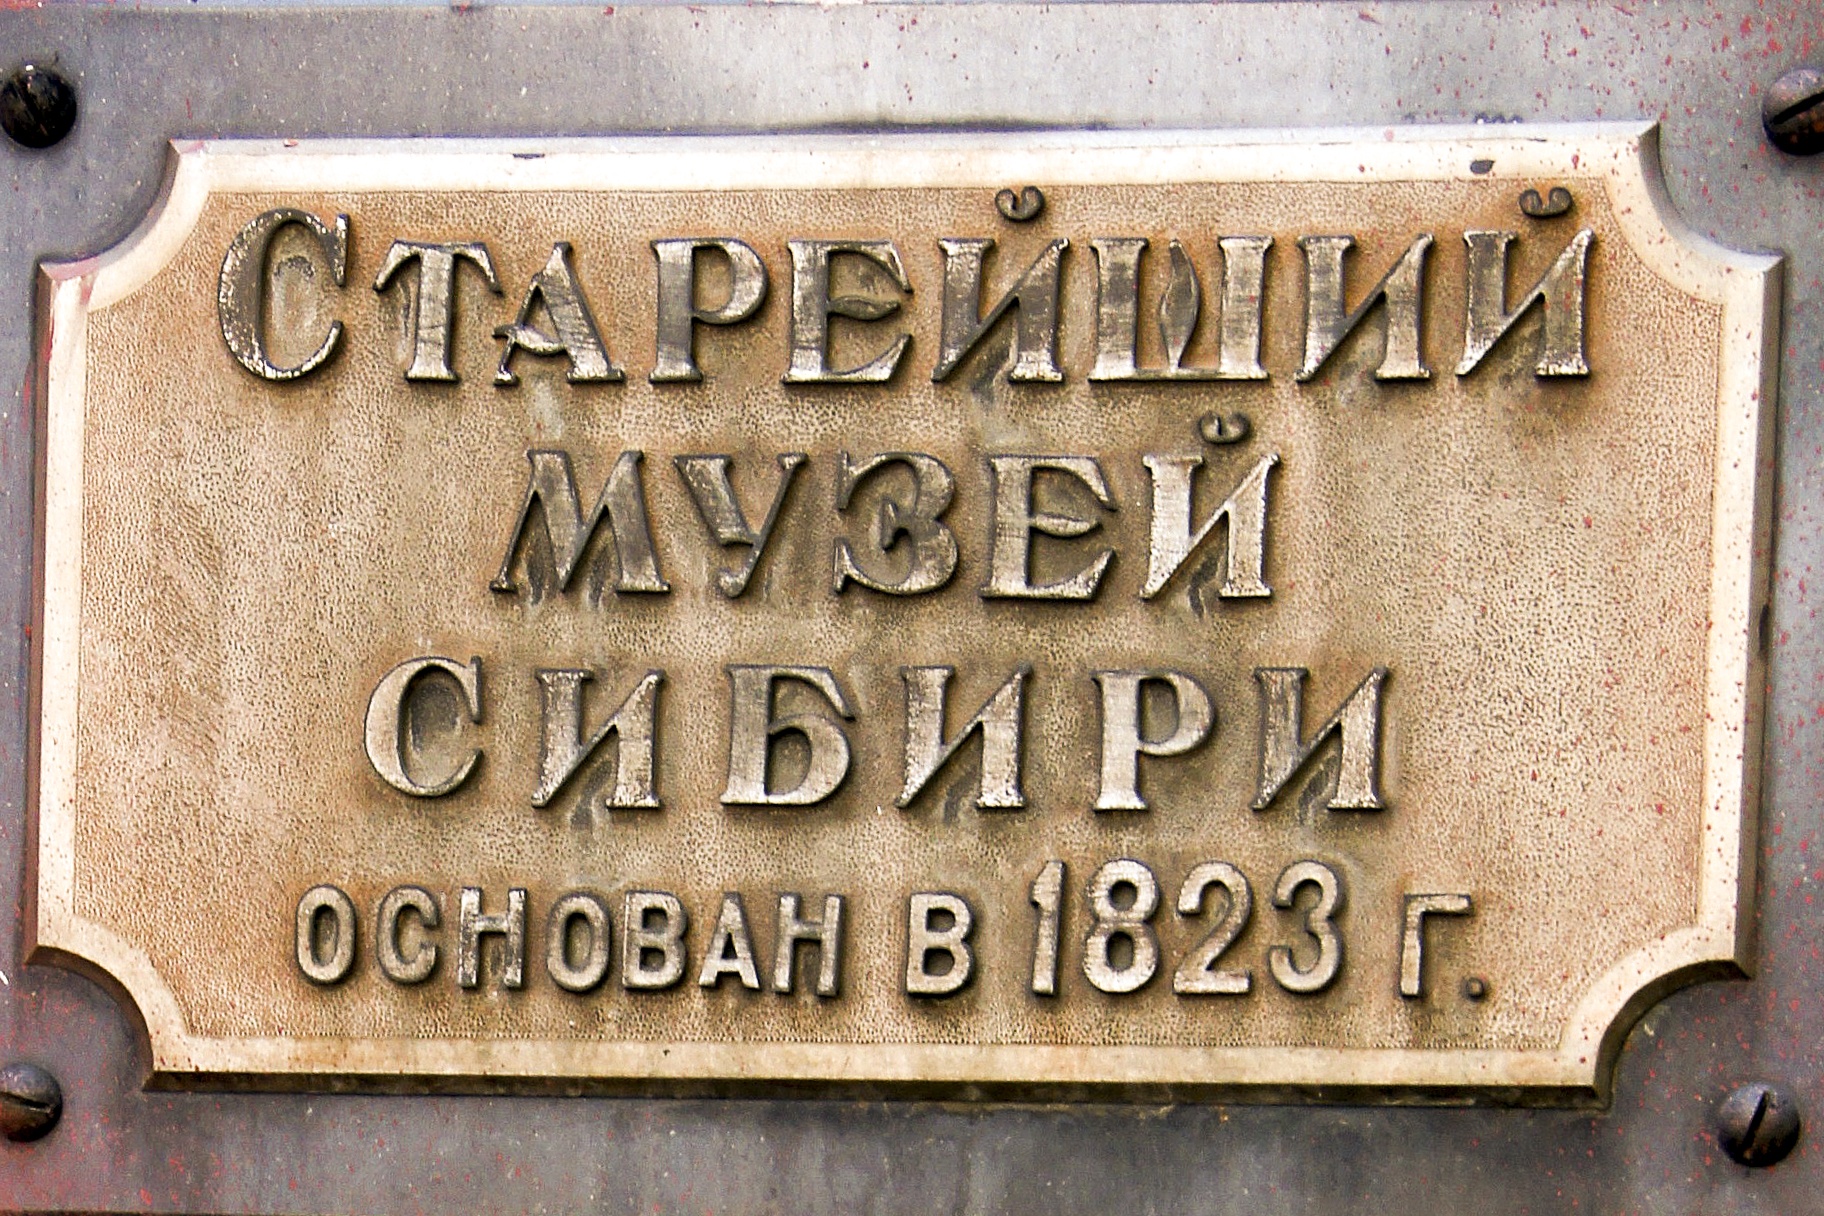 Старейший
музей
Сибири
основан в 1823 г.